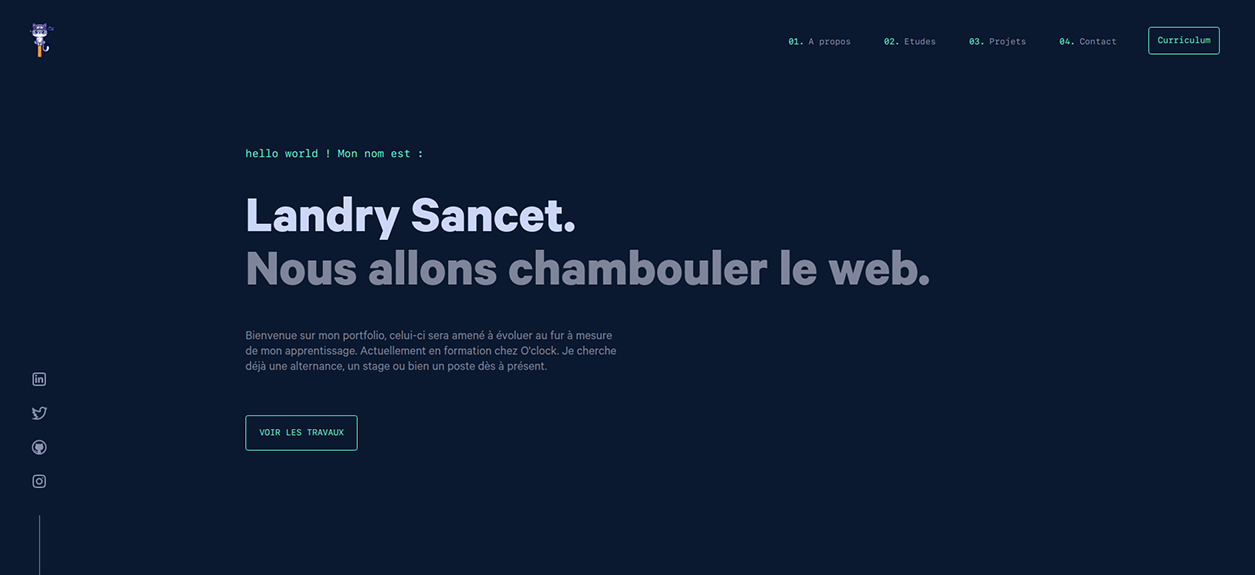 01. A propos
02. Etudes
03. Projets
04. Contact
Curriculum
hello world ! Mon nom est :
Landry Sancet.
Nous allons chambouler le web.
Bienvenue sur mon portfolio, celui-ci sera amené à évoluer au fur à mesure
de mon apprentissage. Actuellement en formation chez O'clock. Je cherche
déjà une alternance, un stage ou bien un poste dès à présent.
VOIR LES TRAVAUX